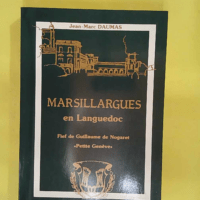 Jean Marc DAUMAS
MARSILLARGUES
en Languedoc
Fief de Guillaume de Nogaret
«Petite Genève»